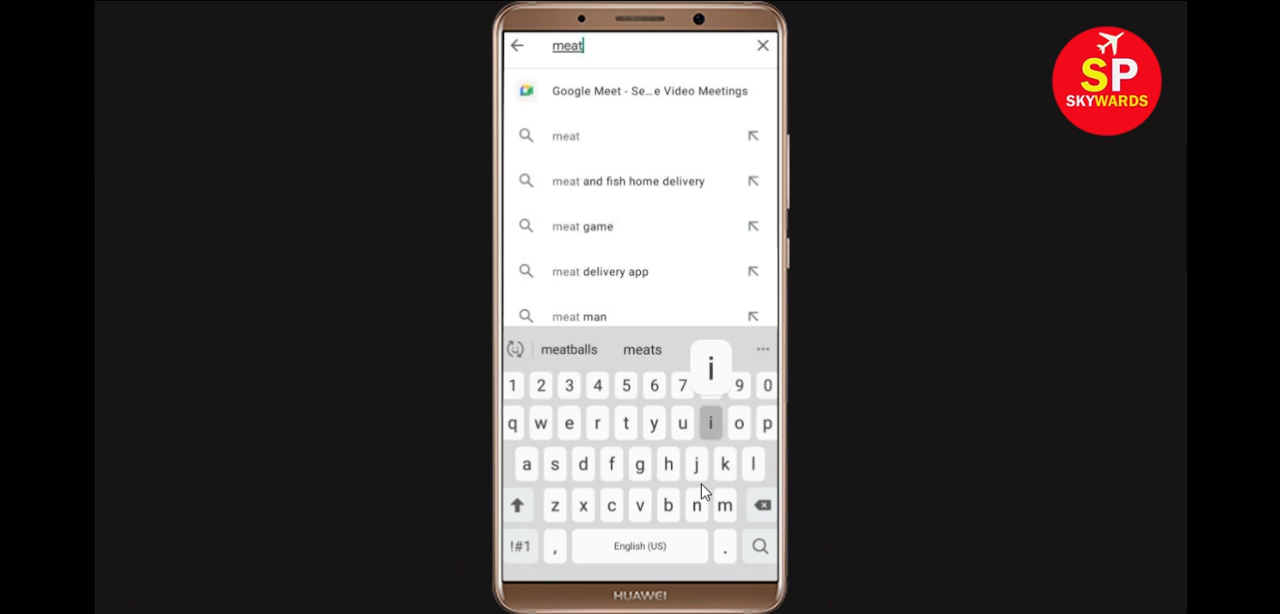 meat
Google Meet - Se...e Video Meetings
meat
meat and fish home delivery
meat game
meat delivery app
meat man
meatballs meats
i
1 2 3 4 5 6 7 9 0
q w e r t y u i o p
a s d f g h j k l
z x c v b n m
!#1 , English (US) .
HUAWEI
SP
SKYWARDS